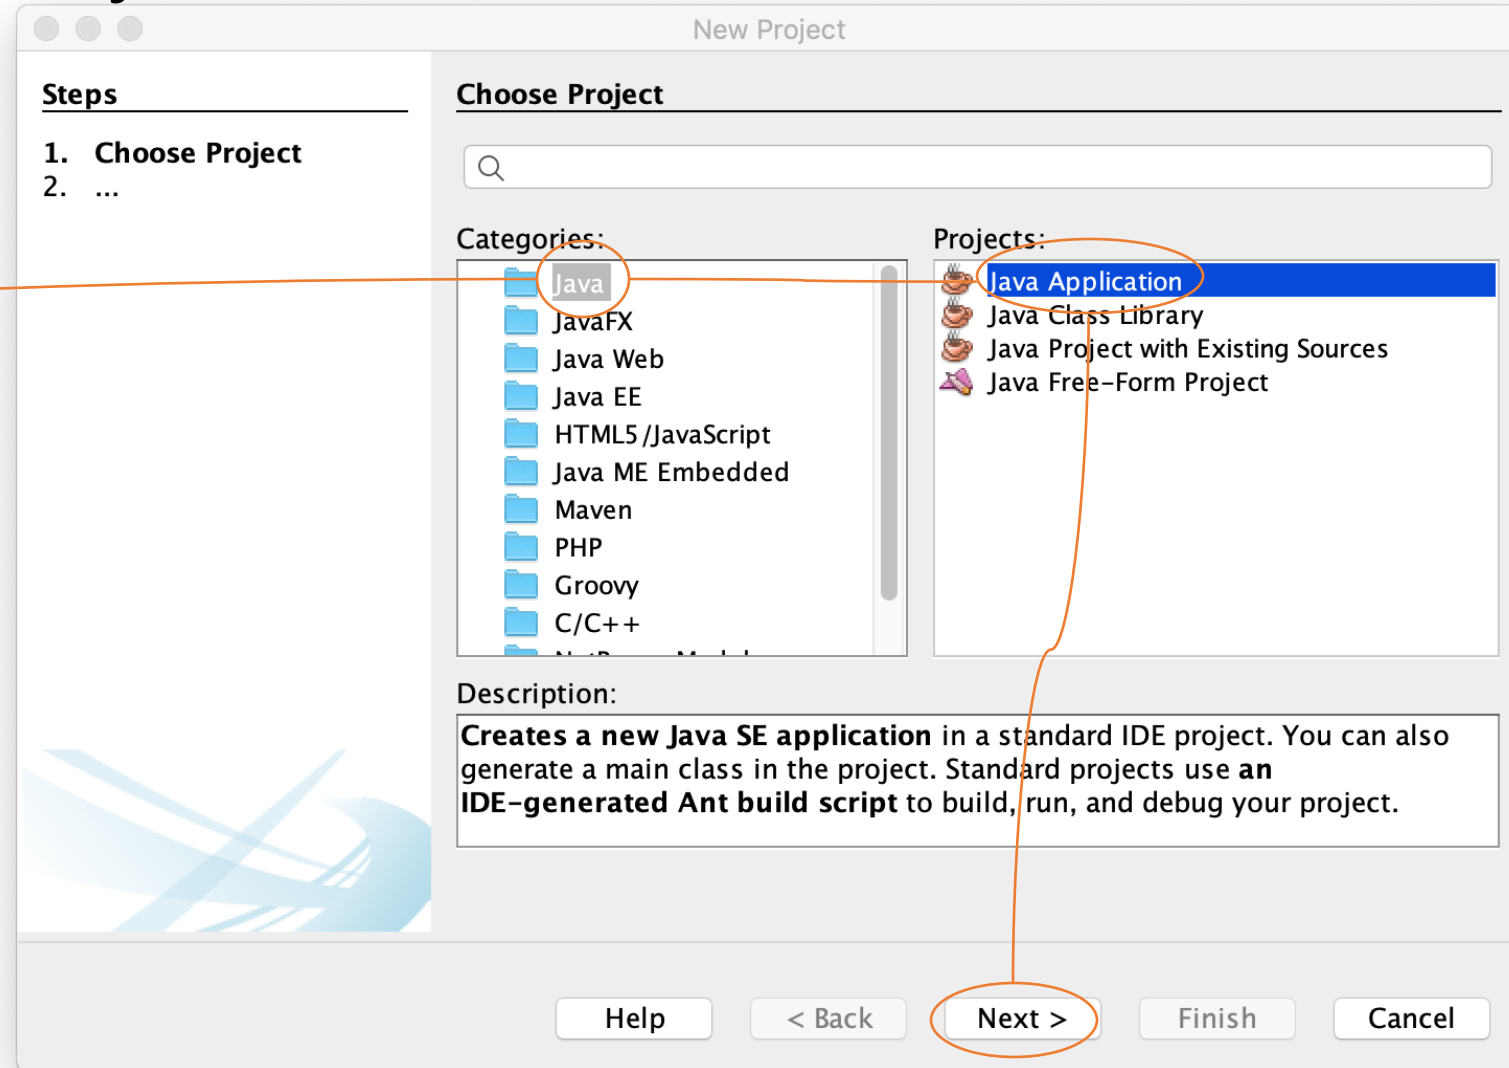 New Project
Steps
1. Choose Project
2. ...
Choose Project
Categories:
Java
JavaFX
Java Web
Java EE
HTML5/JavaScript
Java ME Embedded
Maven
PHP
Groovy
C/C++
Projects:
Java Application
Java Class Library
Java Project with Existing Sources
Java Free-Form Project
Description:
Creates a new Java SE application in a standard IDE project. You can also
generate a main class in the project. Standard projects use an
IDE-generated Ant build script to build, run, and debug your project.
Help
< Back
Next >
Finish
Cancel